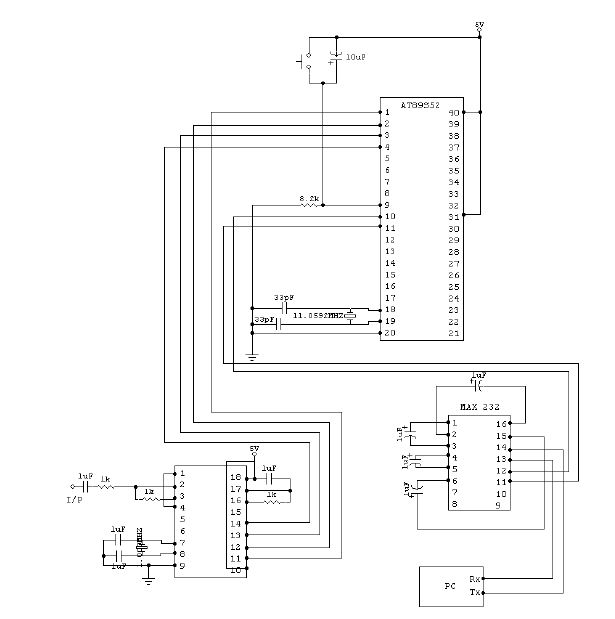 5V
10uF
AT89S52
1 40
2 39
3 38
4 37
5 36
6 35
7 34
8 33
8.2k
9 32
10 31
11 30
12 29
13 28
14 27
15 26
16 25
17 24
33pF
18 23
11.0592MHZ
33pF
19 22
20 21
1uF
MAX 232
1 16
2 15
3 14
4 13
5 12
6 11
7 10
8 9
1uF
1uF
1uF
5V
1uF
1k
1uF
1k
1k
I/P
1 18
2 17
3 16
4 15
5 14
6 13
7 12
8 11
9 10
1uF
1uF
PC
Rx
Tx